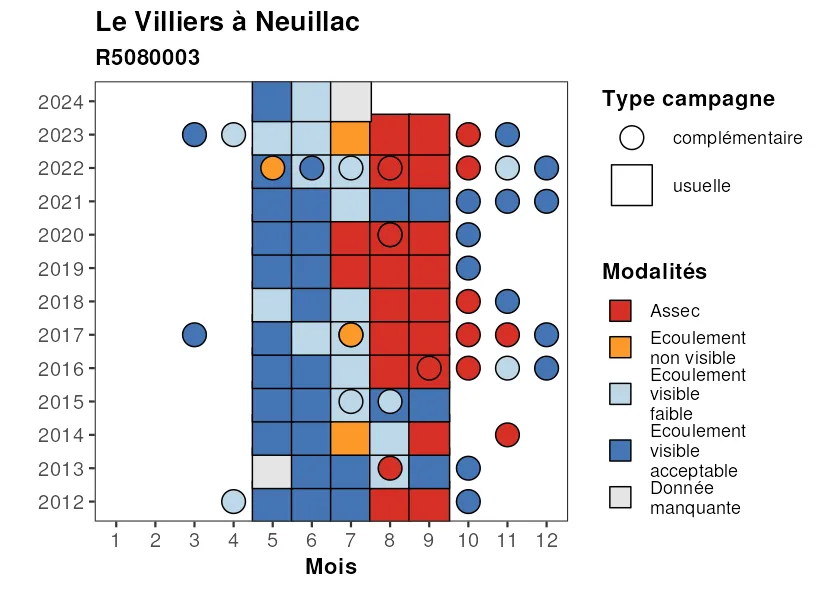 Le Villiers à Neuillac
R5080003
2024
2023
2022
2021
2020
2019
2018
2017
2016
2015
2014
2013
2012
1 2 3 4 5 6 7 8 9 10 11 12
Mois
Type campagne
complémentaire
usuelle
Modalités
Assec
Ecoulement
non visible
Ecoulement
visible
faible
Ecoulement
visible
acceptable
Donnée
manquante